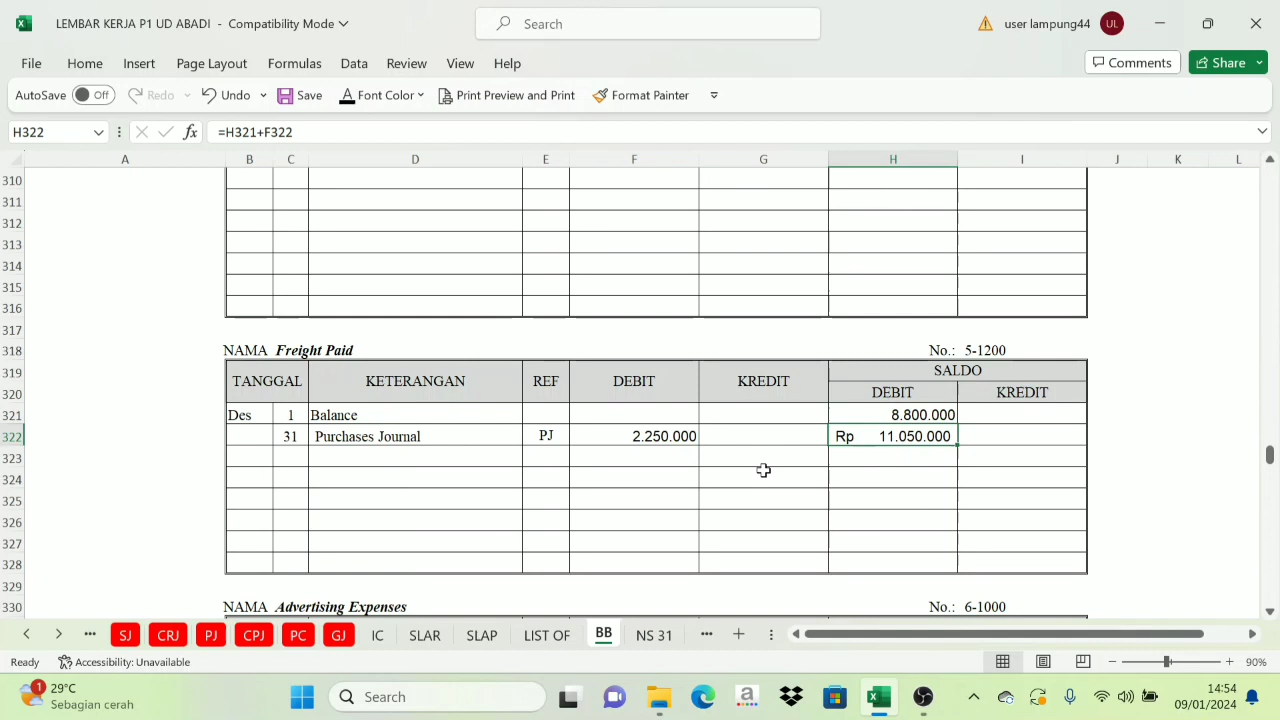 LEMBAR KERJA P1 UD ABADI - Compatibility Mode
Search
user lampung44
UL
File Home Insert Page Layout Formulas Data Review View Help
Comments
Share
AutoSave Off Redo Undo Save Font Color Print Preview and Print Format Painter
H322 fx =H321+F322
A B C D E F G H I J K L
310
311
312
313
314
315
316
317
318 NAMA Freight Paid No.: 5-1200
319 TANGGAL KETERANGAN REF DEBIT KREDIT SALDO
320 DEBIT KREDIT
321 Des 1 Balance 8.800.000
322 31 Purchases Journal PJ 2.250.000 Rp 11.050.000
323
324
325
326
327
328
329
330 NAMA Advertising Expenses No.: 6-1000
SJ CRJ PJ CPJ PC GJ IC SLAR SLAP LIST OF BB NS 31
Ready Accessibility: Unavailable 90%
1
29°C
Sebagian cerah
Search
a
14:54
09/01/2024